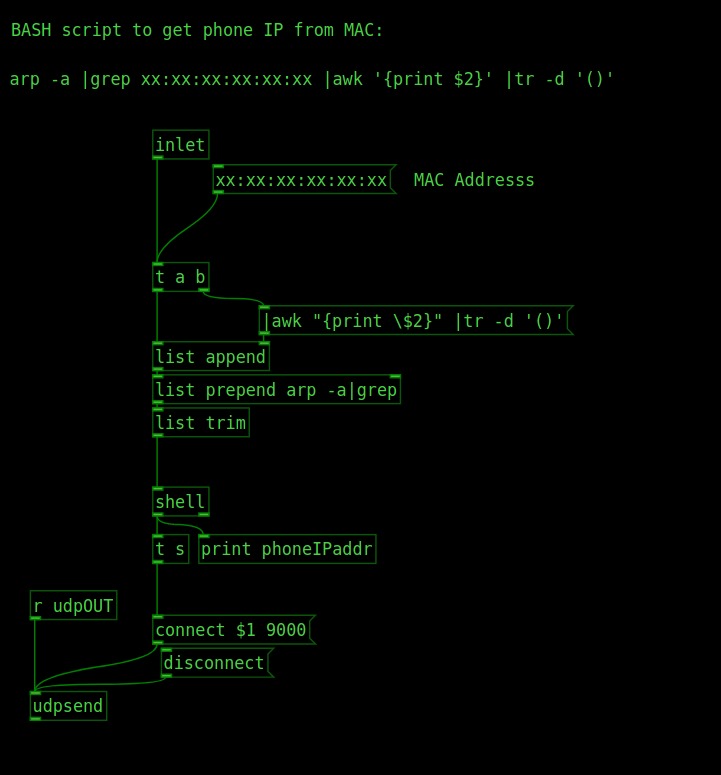 BASH script to get phone IP from MAC:
arp -a |grep xx:xx:xx:xx:xx:xx |awk '{print $2}' |tr -d '()'
inlet
xx:xx:xx:xx:xx:xx
MAC Addresss
t a b
|awk "{print \$2}" |tr -d '()'
list append
list prepend arp -a|grep
list trim
shell
t s
print phoneIPaddr
r udpOUT
connect $1 9000
disconnect
udpsend